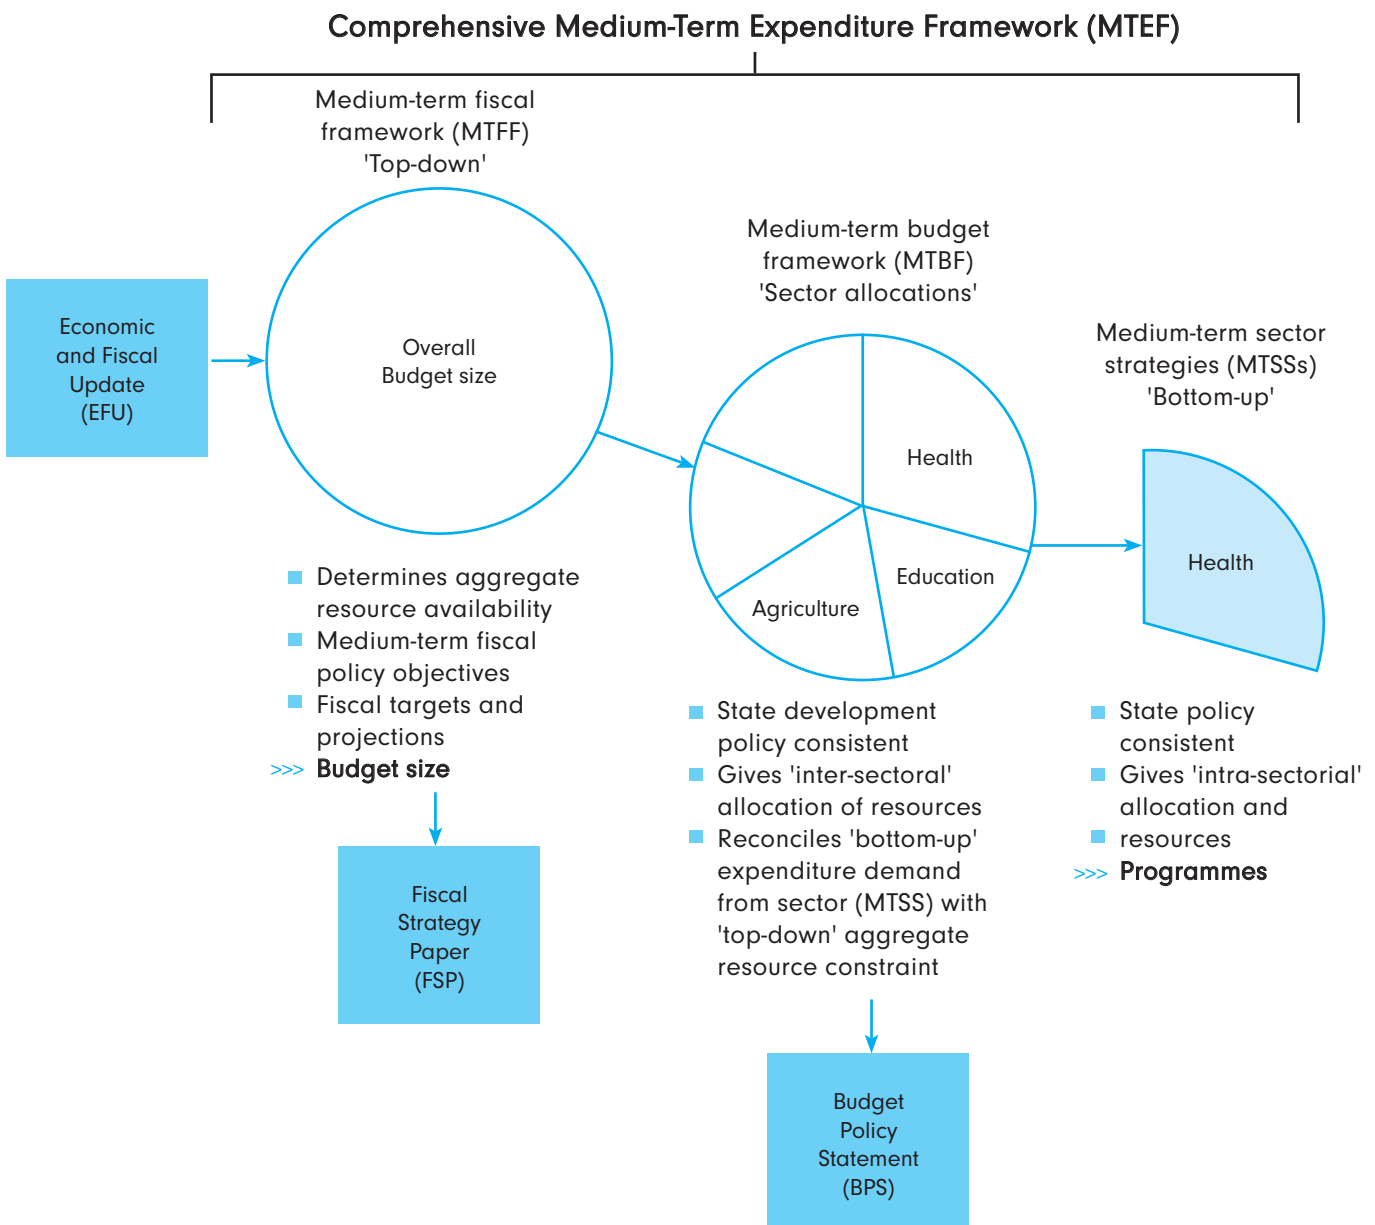 Comprehensive Medium-Term Expenditure Framework (MTEF)
Medium-term fiscal
framework (MTFF)
'Top-down'
Economic
and Fiscal
Update
(EFU)
Overall
Budget size
Determines aggregate
resource availability
Medium-term fiscal
policy objectives
Fiscal targets and
projections
>>> Budget size
Fiscal
Strategy
Paper
(FSP)
Medium-term budget
framework (MTBF)
'Sector allocations'
Health
Education
Agriculture
State development
policy consistent
Gives 'inter-sectoral'
allocation of resources
Reconciles 'bottom-up'
expenditure demand
from sector (MTSS) with
'top-down' aggregate
resource constraint
Budget
Policy
Statement
(BPS)
Medium-term sector
strategies (MTSSs)
'Bottom-up'
Health
State policy
consistent
Gives 'intra-sectorial'
allocation and
resources
>>> Programmes